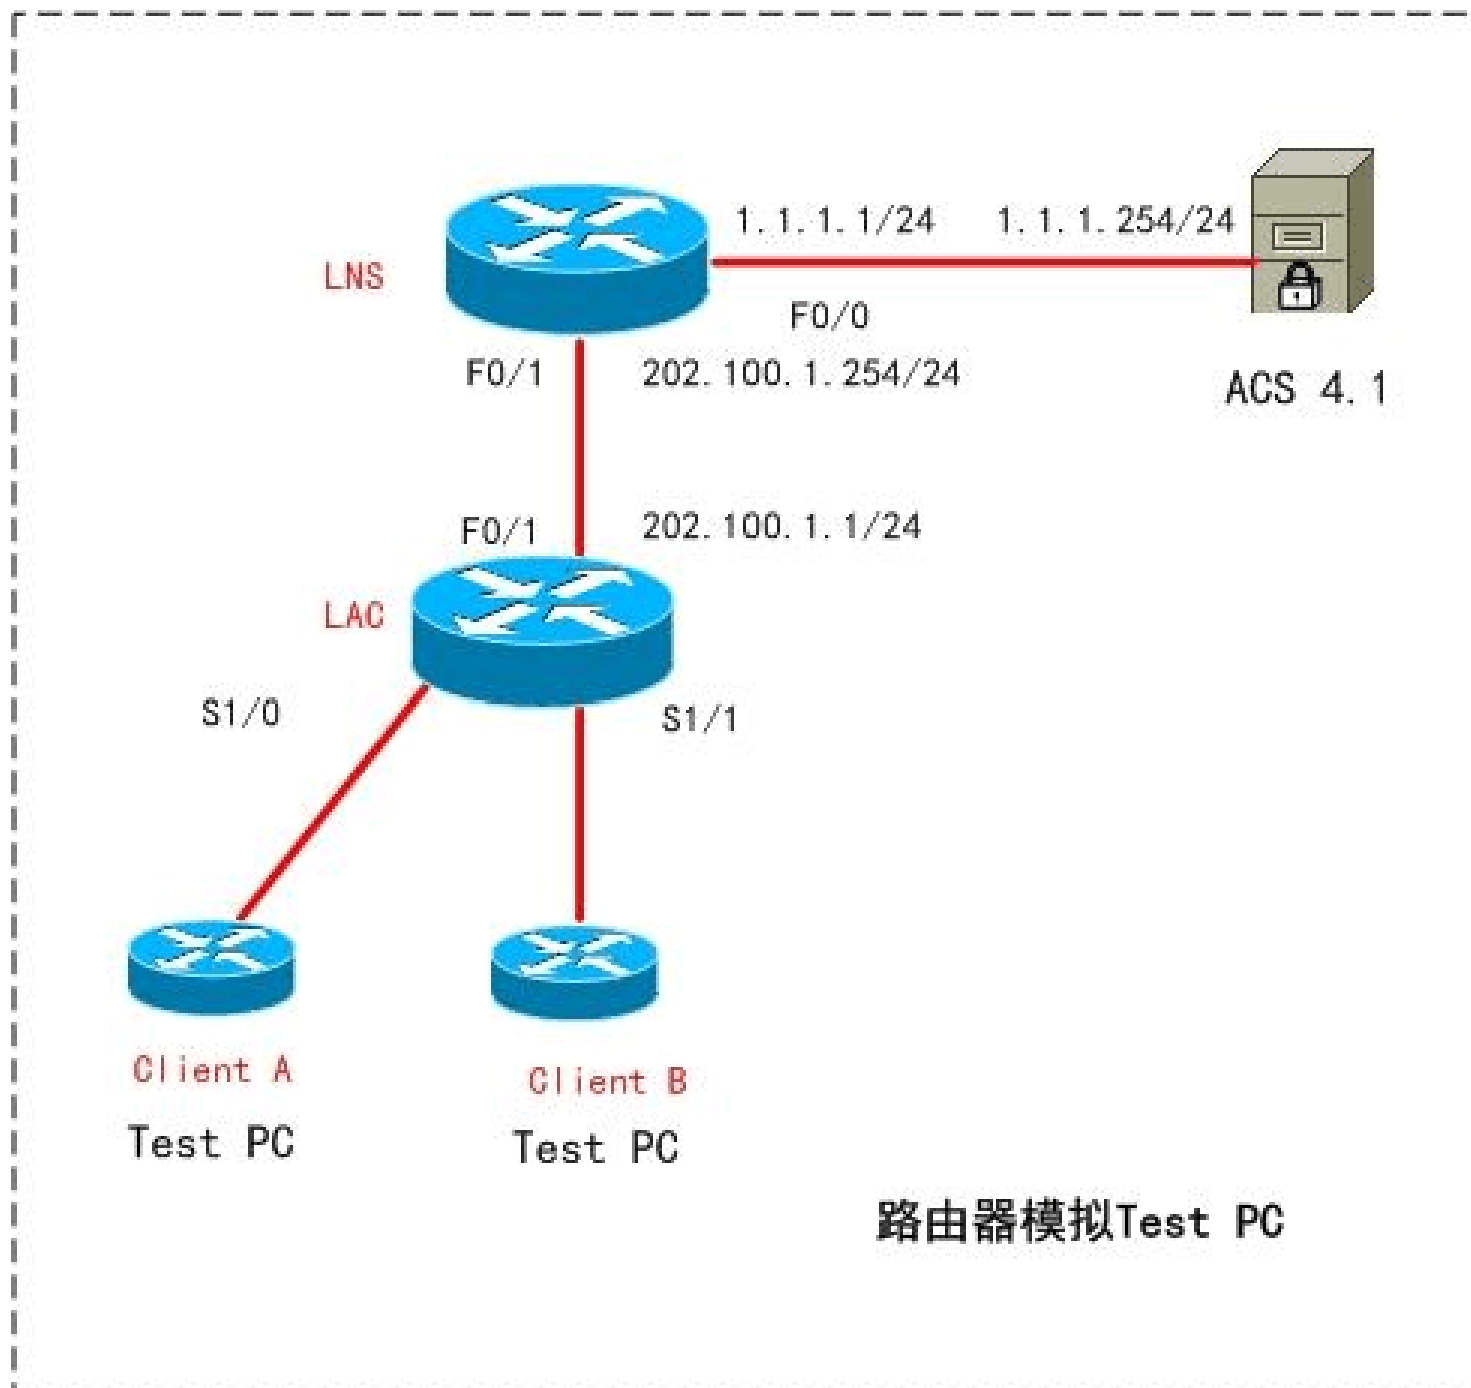 1.1.1.1/24 1.1.1.254/24
LNS
F0/0
F0/1 202.100.1.254/24
ACS 4.1
F0/1 202.100.1.1/24
LAC
S1/0 S1/1
Client A
Client B
Test PC
Test PC
路由器模拟Test PC